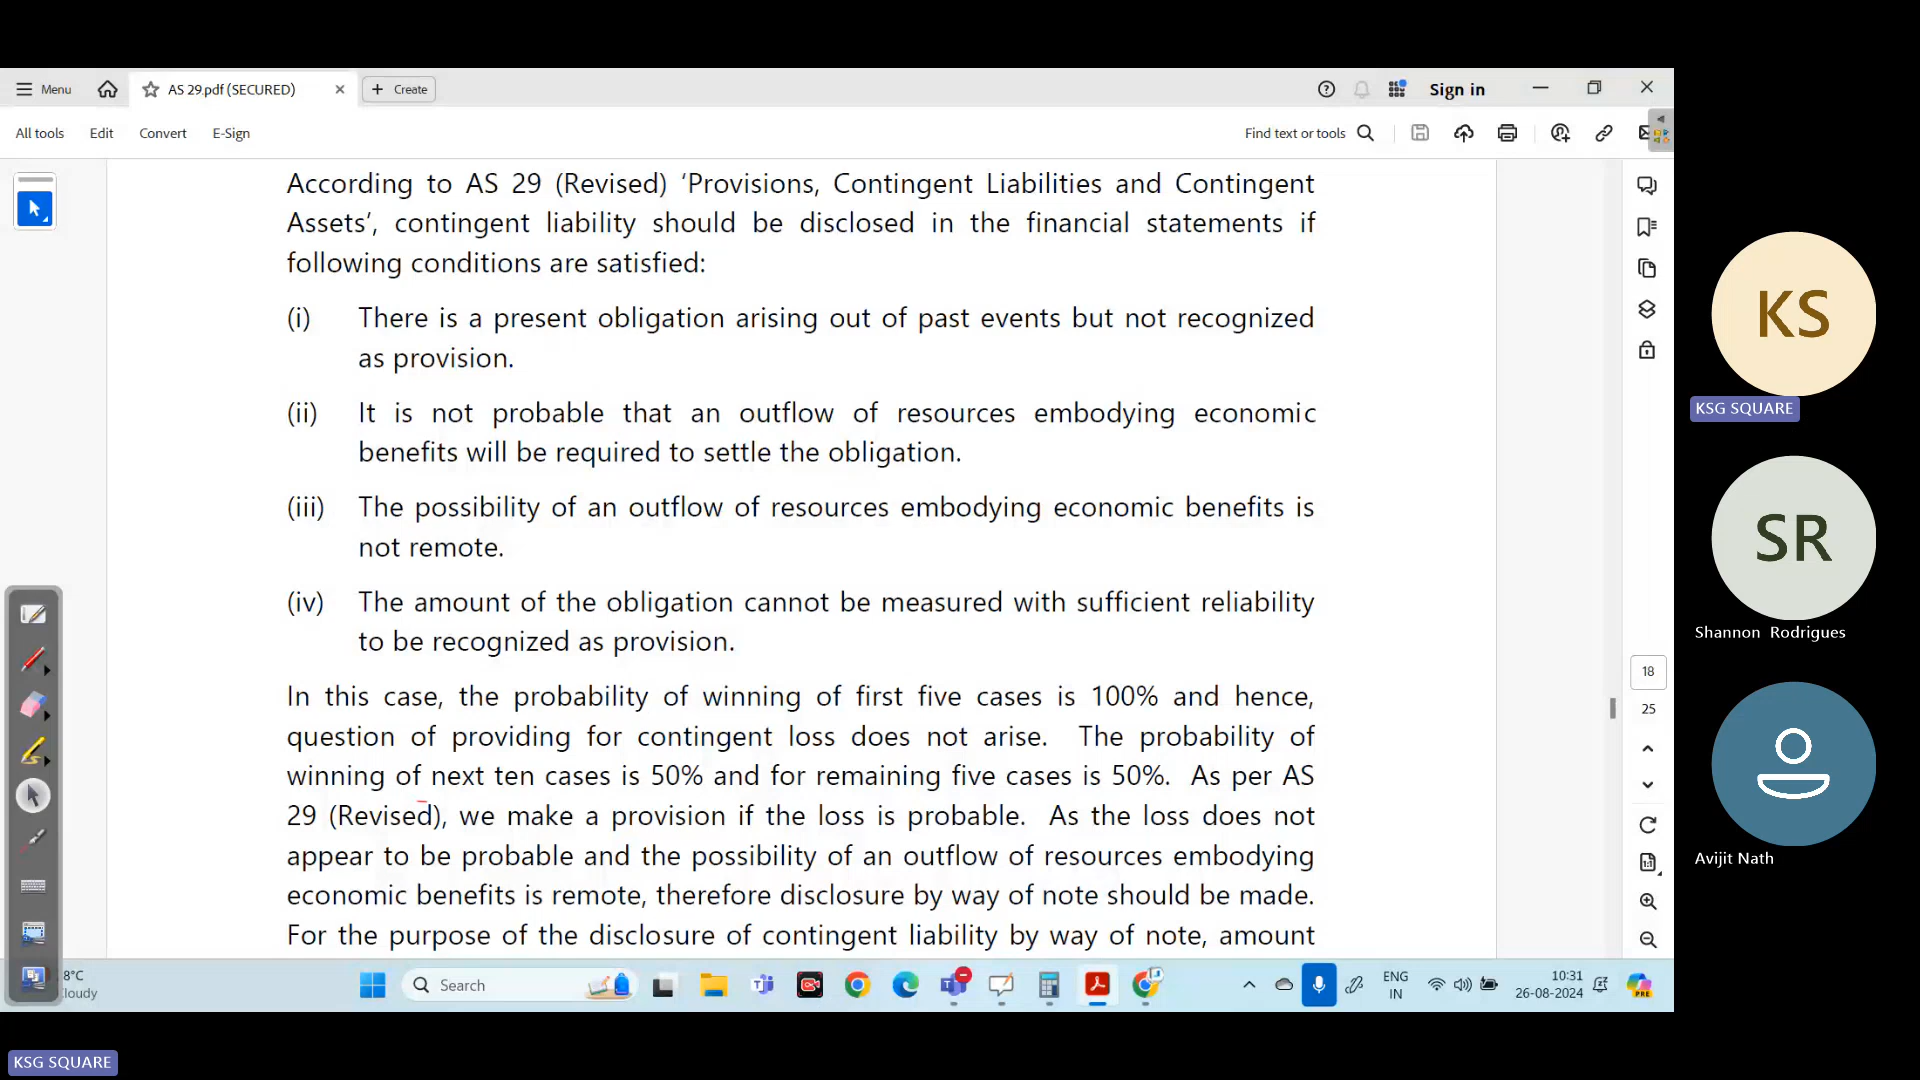 Menu
AS 29.pdf (SECURED)
Create
Sign in
All tools
Edit
Convert
E-Sign
Find text or tools
According to AS 29 (Revised) ‘Provisions, Contingent Liabilities and Contingent
Assets’, contingent liability should be disclosed in the financial statements if
following conditions are satisfied:
(i) There is a present obligation arising out of past events but not recognized
as provision.
(ii) It is not probable that an outflow of resources embodying economic
benefits will be required to settle the obligation.
(iii) The possibility of an outflow of resources embodying economic benefits is
not remote.
(iv) The amount of the obligation cannot be measured with sufficient reliability
to be recognized as provision.
In this case, the probability of winning of first five cases is 100% and hence,
question of providing for contingent loss does not arise. The probability of
winning of next ten cases is 50% and for remaining five cases is 50%. As per AS
29 (Revised), we make a provision if the loss is probable. As the loss does not
appear to be probable and the possibility of an outflow of resources embodying
economic benefits is remote, therefore disclosure by way of note should be made.
For the purpose of the disclosure of contingent liability by way of note, amount
18
25
KS
KSG SQUARE
SR
Shannon Rodrigues
Avijit Nath
8°C
Cloudy
Search
ENG
IN
10:31
26-08-2024
PRE
KSG SQUARE